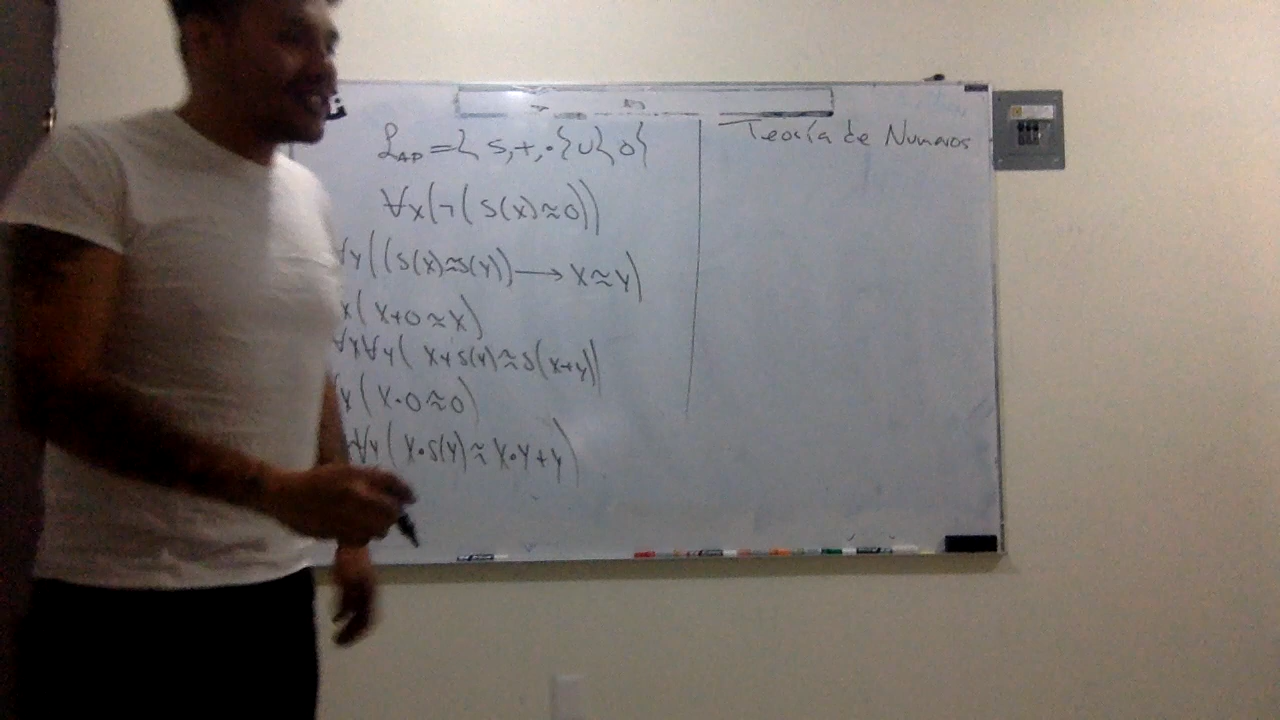 L_AP = { S, +, · } ∪ { 0 }
∀x(¬(S(x)≈0))
∀y((S(x)≈S(y)) → x≈y)
x(x+0≈x)
∀x∀y(x+S(y)≈S(x+y))
(x·0≈0)
∀y(x·S(y)≈x·y+y)
Teoría de Numeros